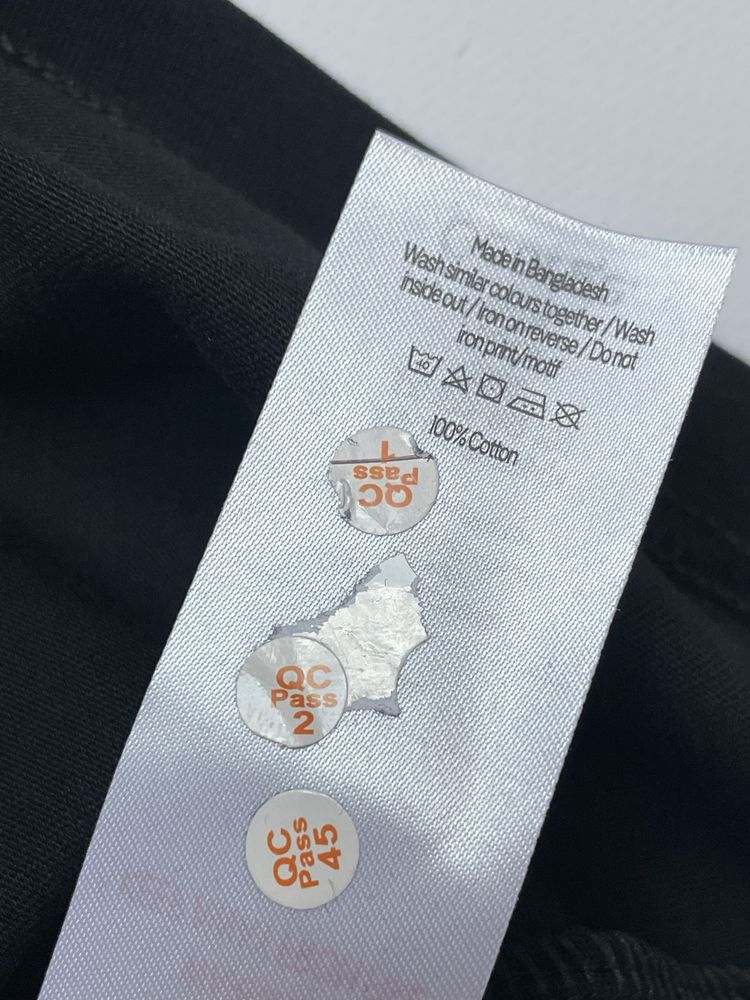 Made in Bangladesh
Wash similar colours together / Wash
inside out / Iron on reverse / Do not
iron print/motif
40
100% Cotton
QC
Pass
1
QC
Pass
2
QC
Pass
45